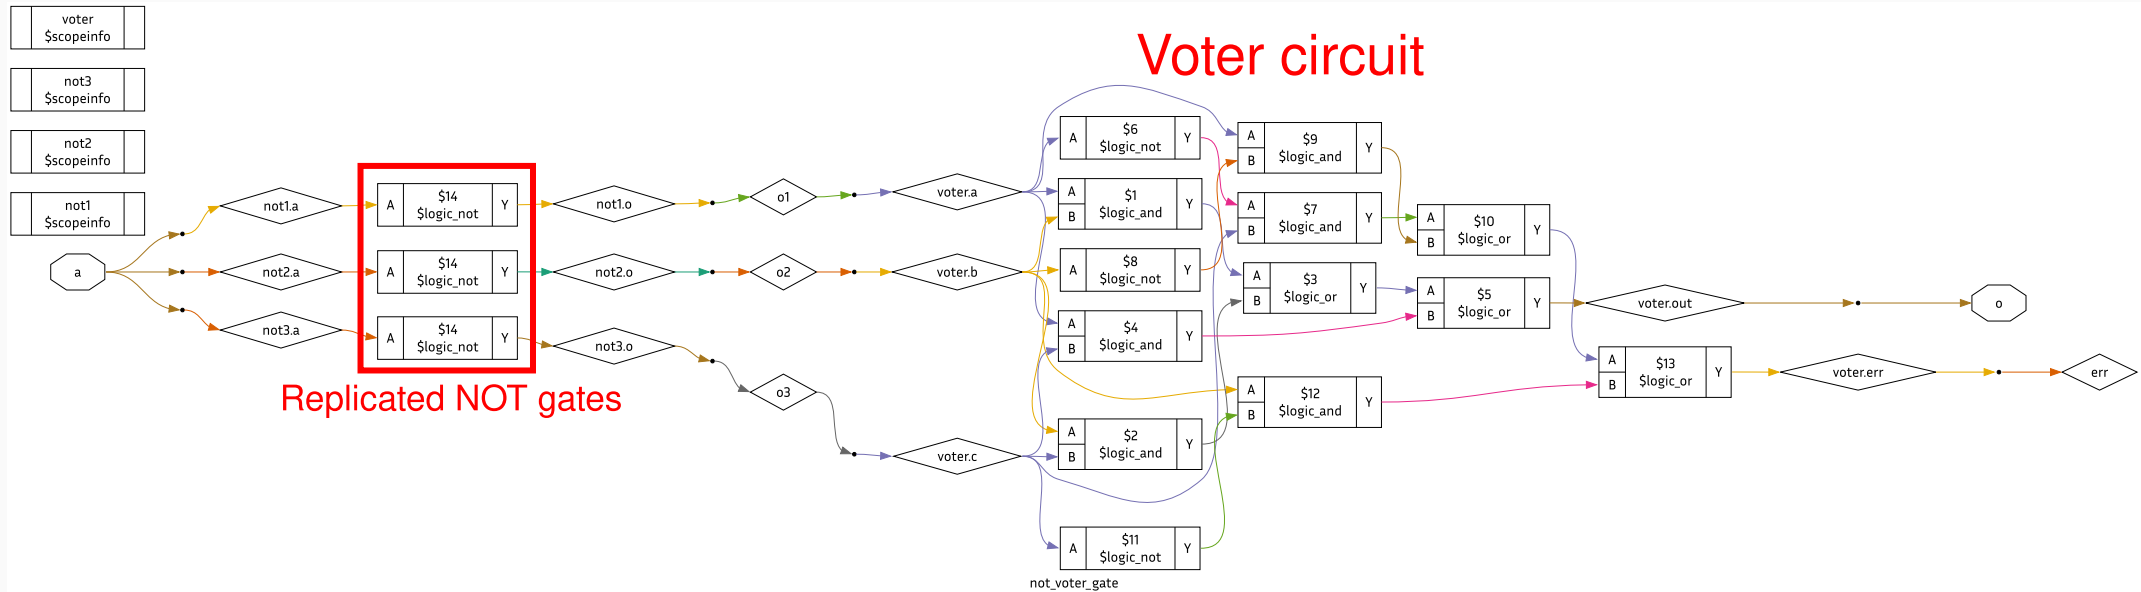 voter
$scopeinfo
not3
$scopeinfo
not2
$scopeinfo
not1
$scopeinfo
a
not1.a
not2.a
not3.a
A
$14
$logic_not
Y
A
$14
$logic_not
Y
A
$14
$logic_not
Y
Replicated NOT gates
not1.o
not2.o
not3.o
o1
o2
o3
voter.a
voter.b
voter.c
Voter circuit
A
$6
$logic_not
Y
A
B
$1
$logic_and
Y
A
$8
$logic_not
Y
A
B
$4
$logic_and
Y
A
B
$2
$logic_and
Y
A
$11
$logic_not
Y
not_voter_gate
A
B
$9
$logic_and
Y
A
B
$7
$logic_and
Y
A
B
$3
$logic_or
Y
A
B
$12
$logic_and
Y
A
B
$10
$logic_or
Y
A
B
$5
$logic_or
Y
voter.out
o
A
B
$13
$logic_or
Y
voter.err
err